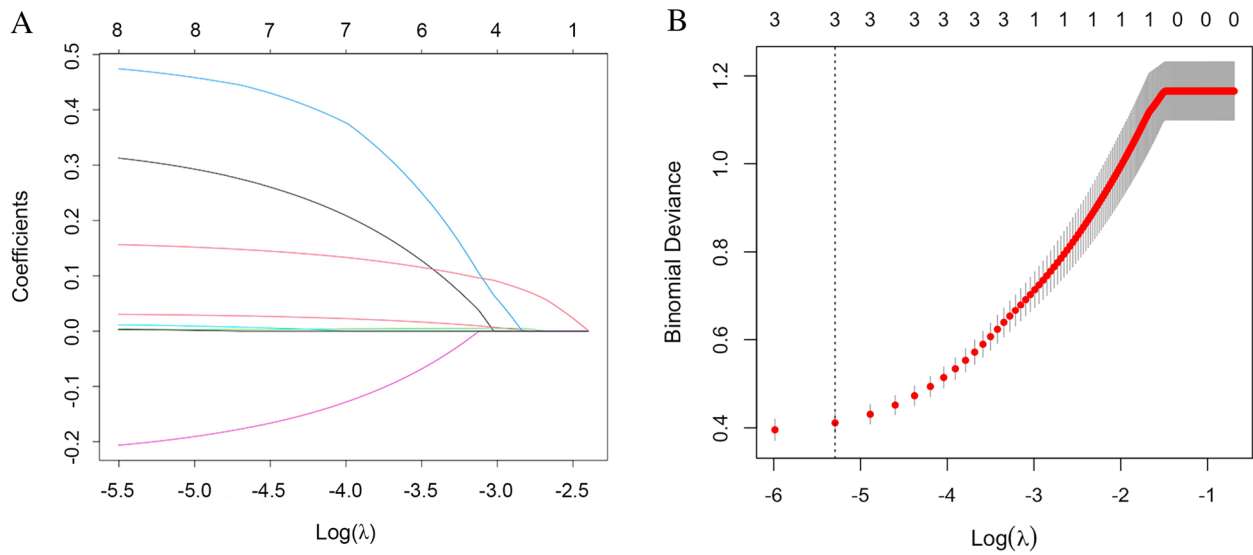 A
8 8 7 7 6 4 1
0.5
0.4
0.3
0.2
0.1
0.0
-0.1
-0.2
Coefficients
-5.5 -5.0 -4.5 -4.0 -3.5 -3.0 -2.5
Log(λ)
B
3 3 3 3 3 3 3 1 1 1 1 1 0 0 0
1.2
1.0
0.8
0.6
0.4
Binomial Deviance
-6 -5 -4 -3 -2 -1
Log(λ)